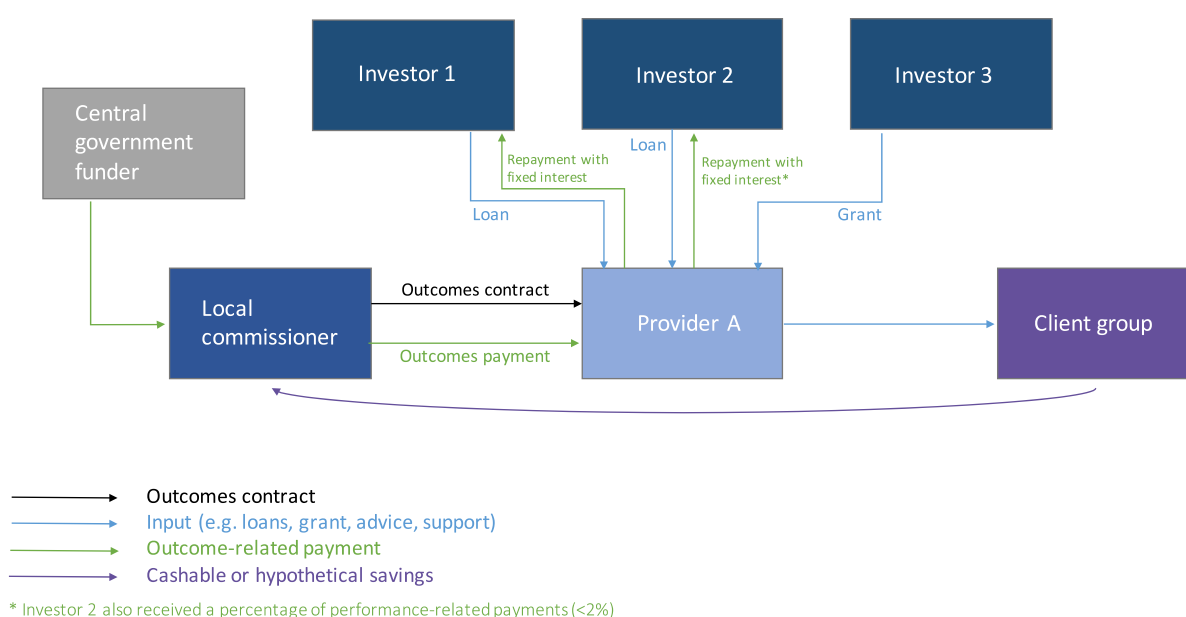 Investor 1
Investor 2
Investor 3
Central
government
funder
Loan
Repayment with
fixed interest
Repayment with
fixed interest*
Loan
Grant
Local
commissioner
Outcomes contract
Outcomes payment
Provider A
Client group
Outcomes contract
Input (e.g. loans, grant, advice, support)
Outcome-related payment
Cashable or hypothetical savings
* Investor 2 also received a percentage of performance-related payments (<2%)